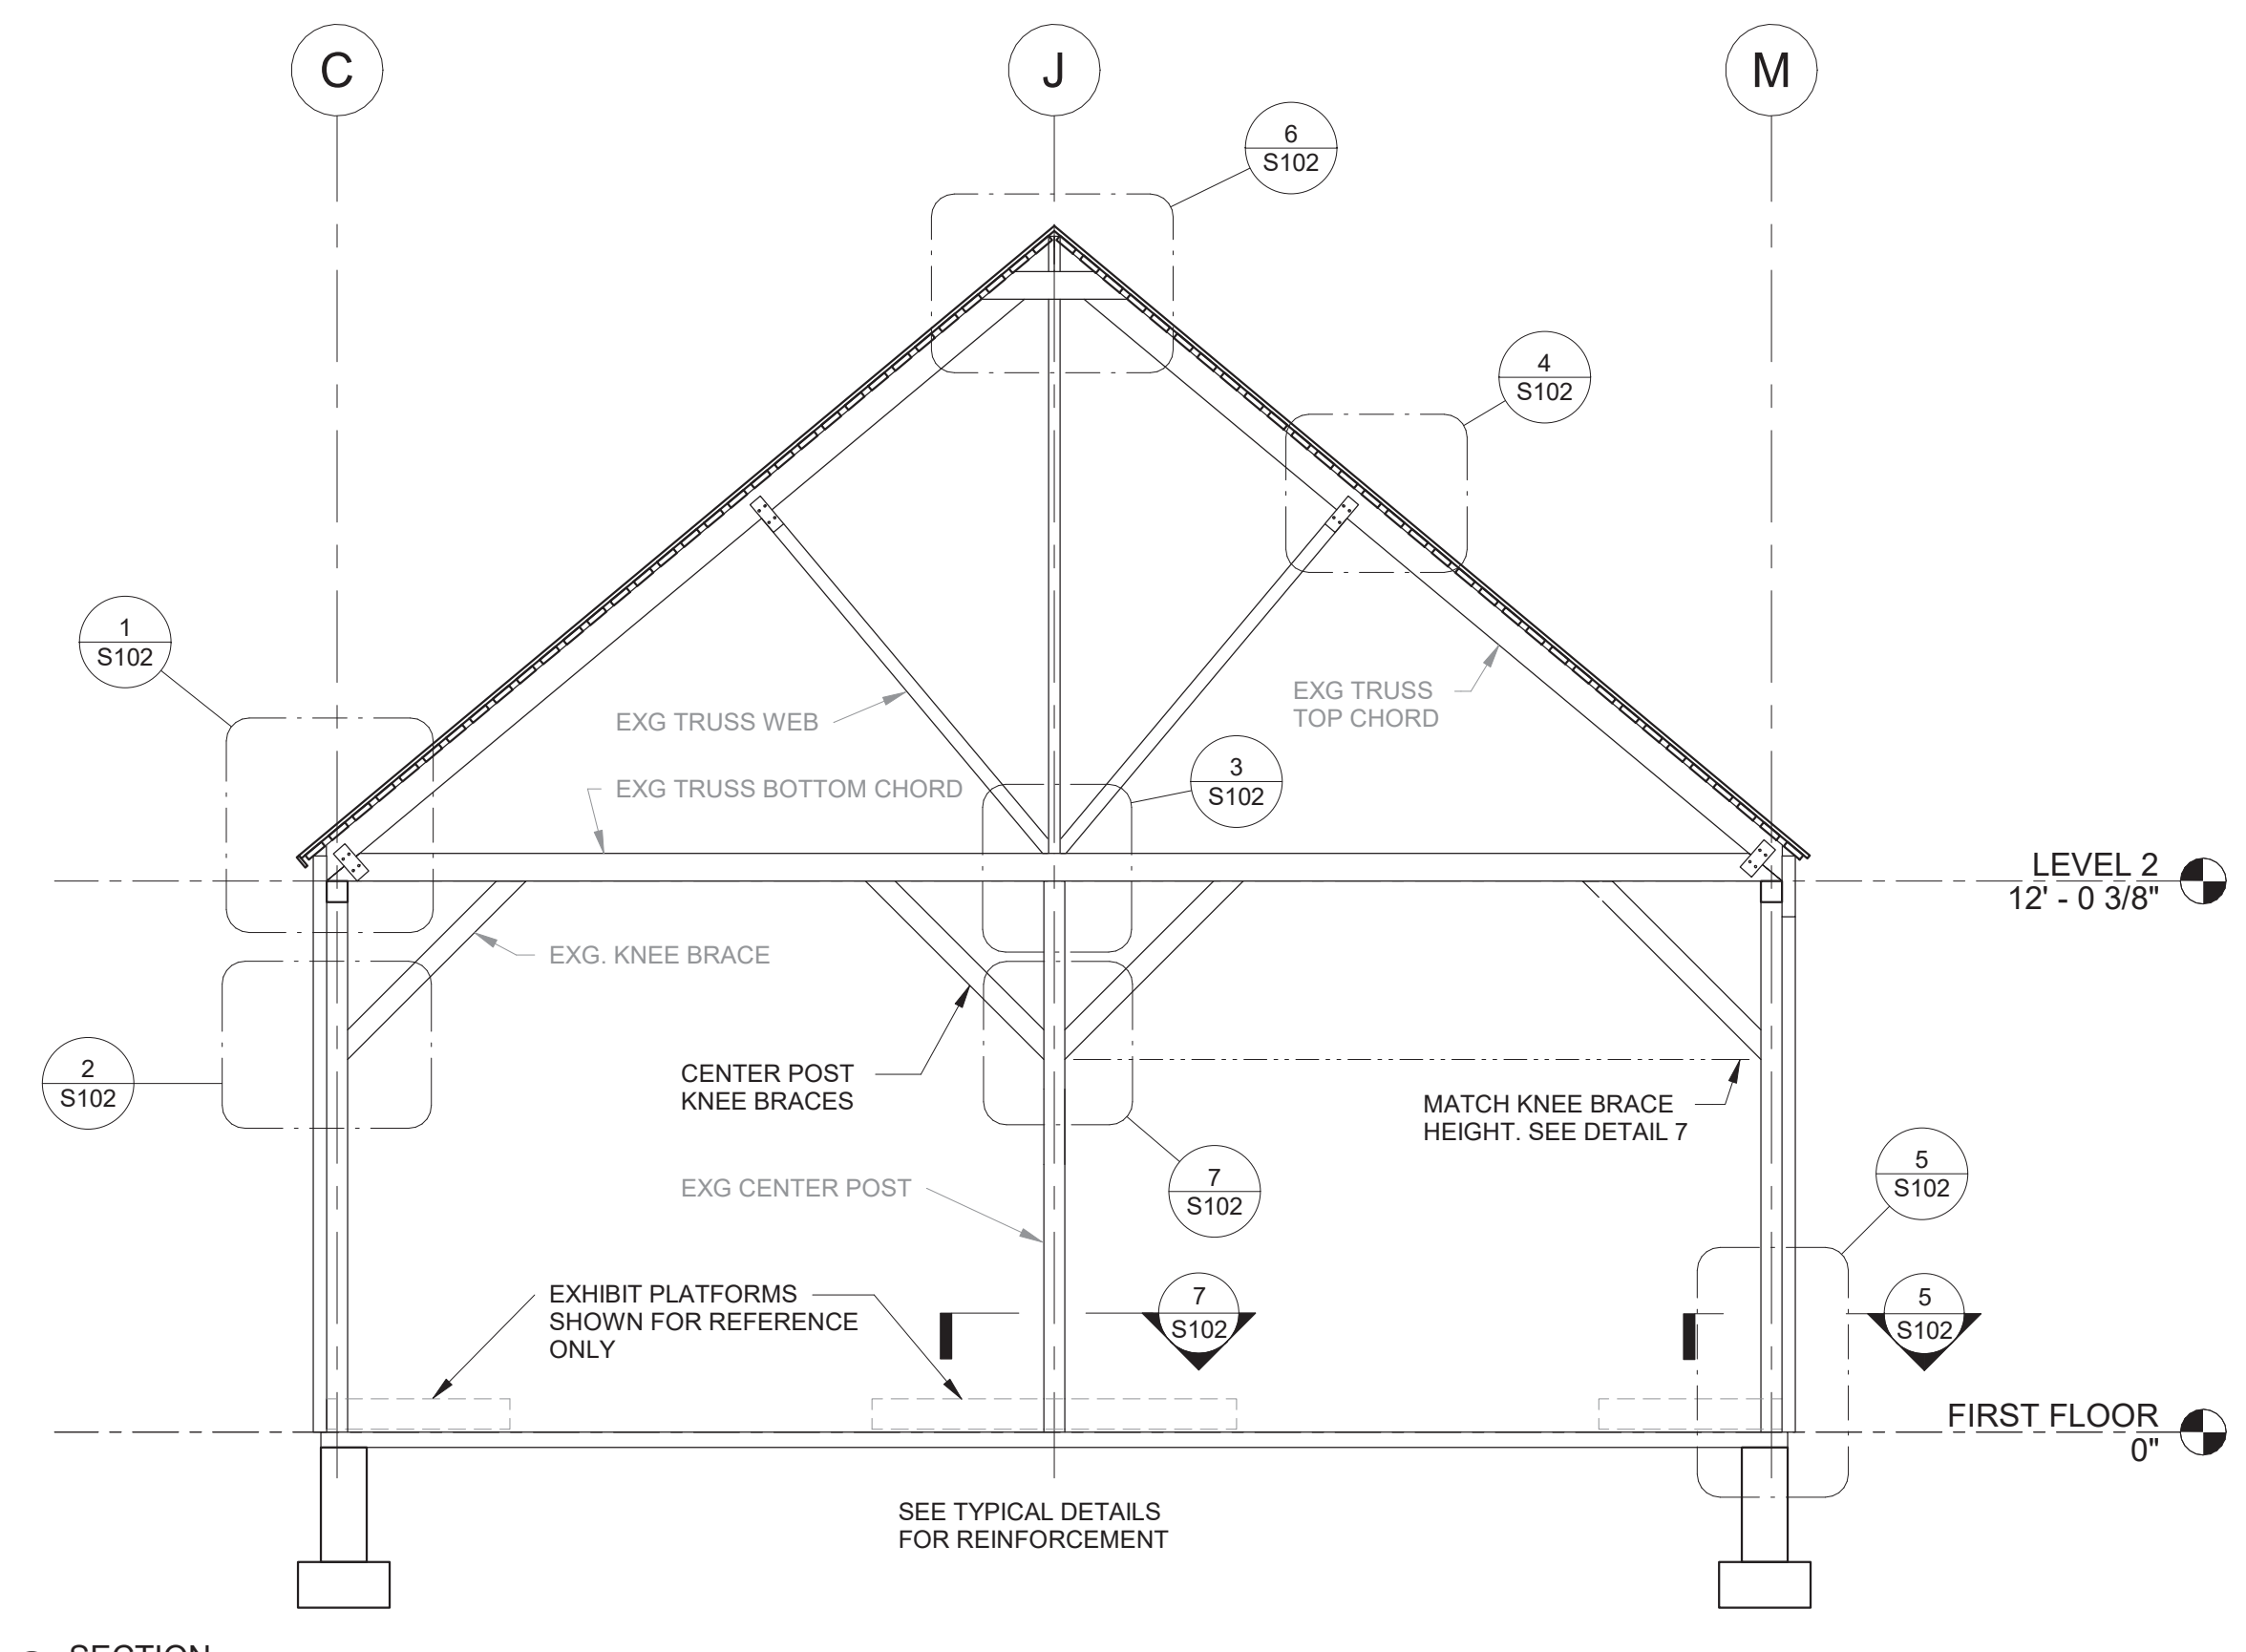 C
J
M
6
S102
4
S102
1
S102
EXG TRUSS WEB
EXG TRUSS
TOP CHORD
EXG TRUSS BOTTOM CHORD
3
S102
LEVEL 2
12' - 0 3/8"
EXG. KNEE BRACE
2
S102
CENTER POST
KNEE BRACES
MATCH KNEE BRACE
HEIGHT. SEE DETAIL 7
EXG CENTER POST
7
S102
5
S102
EXHIBIT PLATFORMS
SHOWN FOR REFERENCE
ONLY
7
S102
5
S102
FIRST FLOOR
0"
SEE TYPICAL DETAILS
FOR REINFORCEMENT
SECTION